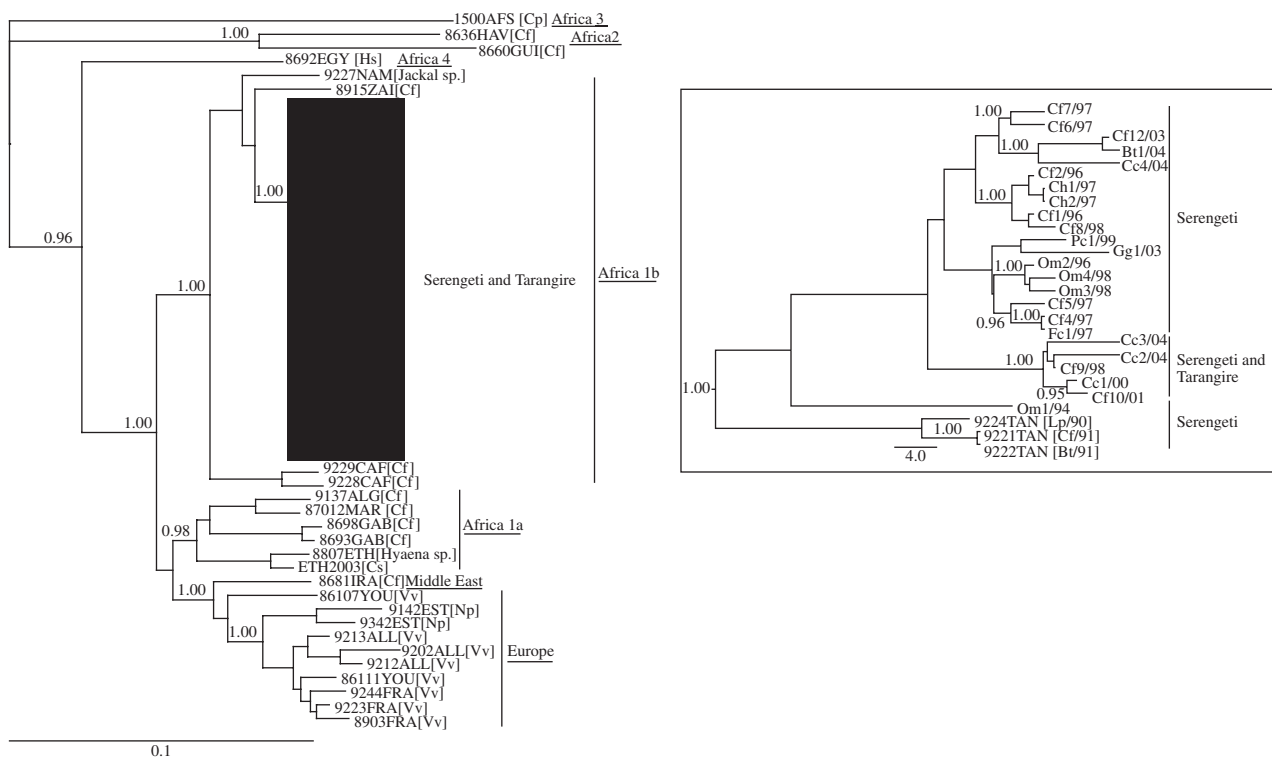 1500AFS [Cp] Africa 3
1.00
8636HAV[Cf] Africa2
8660GUI[Cf]
8692EGY [Hs] Africa 4
9227NAM[Jackal sp.]
8915ZAI[Cf]
1.00
0.96
1.00
Serengeti and Tarangire
Africa 1b
1.00
9229CAF[Cf]
9228CAF[Cf]
9137ALG[Cf]
87012MAR [Cf]
0.98
8698GAB[Cf]
Africa 1a
8693GAB[Cf]
8807ETH[Hyaena sp.]
ETH2003[Cs]
8681IRA[Cf] Middle East
1.00
86107YOU[Vv]
9142EST[Np]
1.00
9342EST[Np]
9213ALL[Vv]
9202ALL[Vv]
Europe
9212ALL[Vv]
86111YOU[Vv]
9244FRA[Vv]
9223FRA[Vv]
8903FRA[Vv]
0.1
1.00
Cf7/97
Cf6/97
Cf12/03
1.00
Bt1/04
Cc4/04
Cf2/96
1.00
Ch1/97
Ch2/97
Cf1/96
Serengeti
Cf8/98
Pc1/99
Gg1/03
1.00
Om2/96
Om4/98
Om3/98
Cf5/97
1.00
0.96
Cf4/97
Fc1/97
Cc3/04
1.00
Cc2/04
Serengeti and
Tarangire
Cf9/98
Cc1/00
0.95
Cf10/01
1.00
Om1/94
9224TAN [Lp/90]
Serengeti
1.00
9221TAN [Cf/91]
9222TAN [Bt/91]
4.0